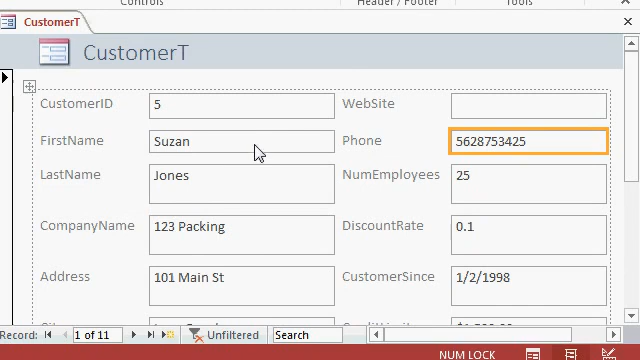 Controls Header / Footer Tools
CustomerT
CustomerT
CustomerID 5 WebSite
FirstName Suzan Phone 5628753425
LastName Jones NumEmployees 25
CompanyName 123 Packing DiscountRate 0.1
Address 101 Main St CustomerSince 1/2/1998
Record: 1 of 11 Unfiltered Search
NUM LOCK